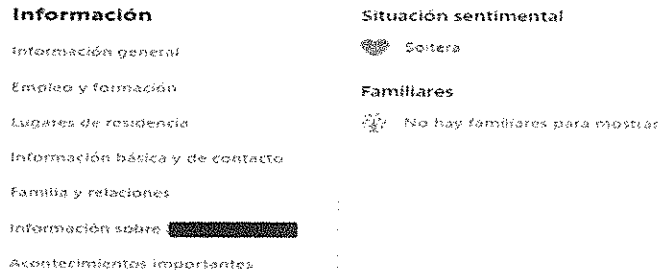 Información
Información general
Empleo y formación
Lugares de residencia
Información básica y de contacto
Familia y relaciones
Información sobre
Acontecimientos importantes
Situación sentimental
Soltera
Familiares
No hay familiares para mostrar